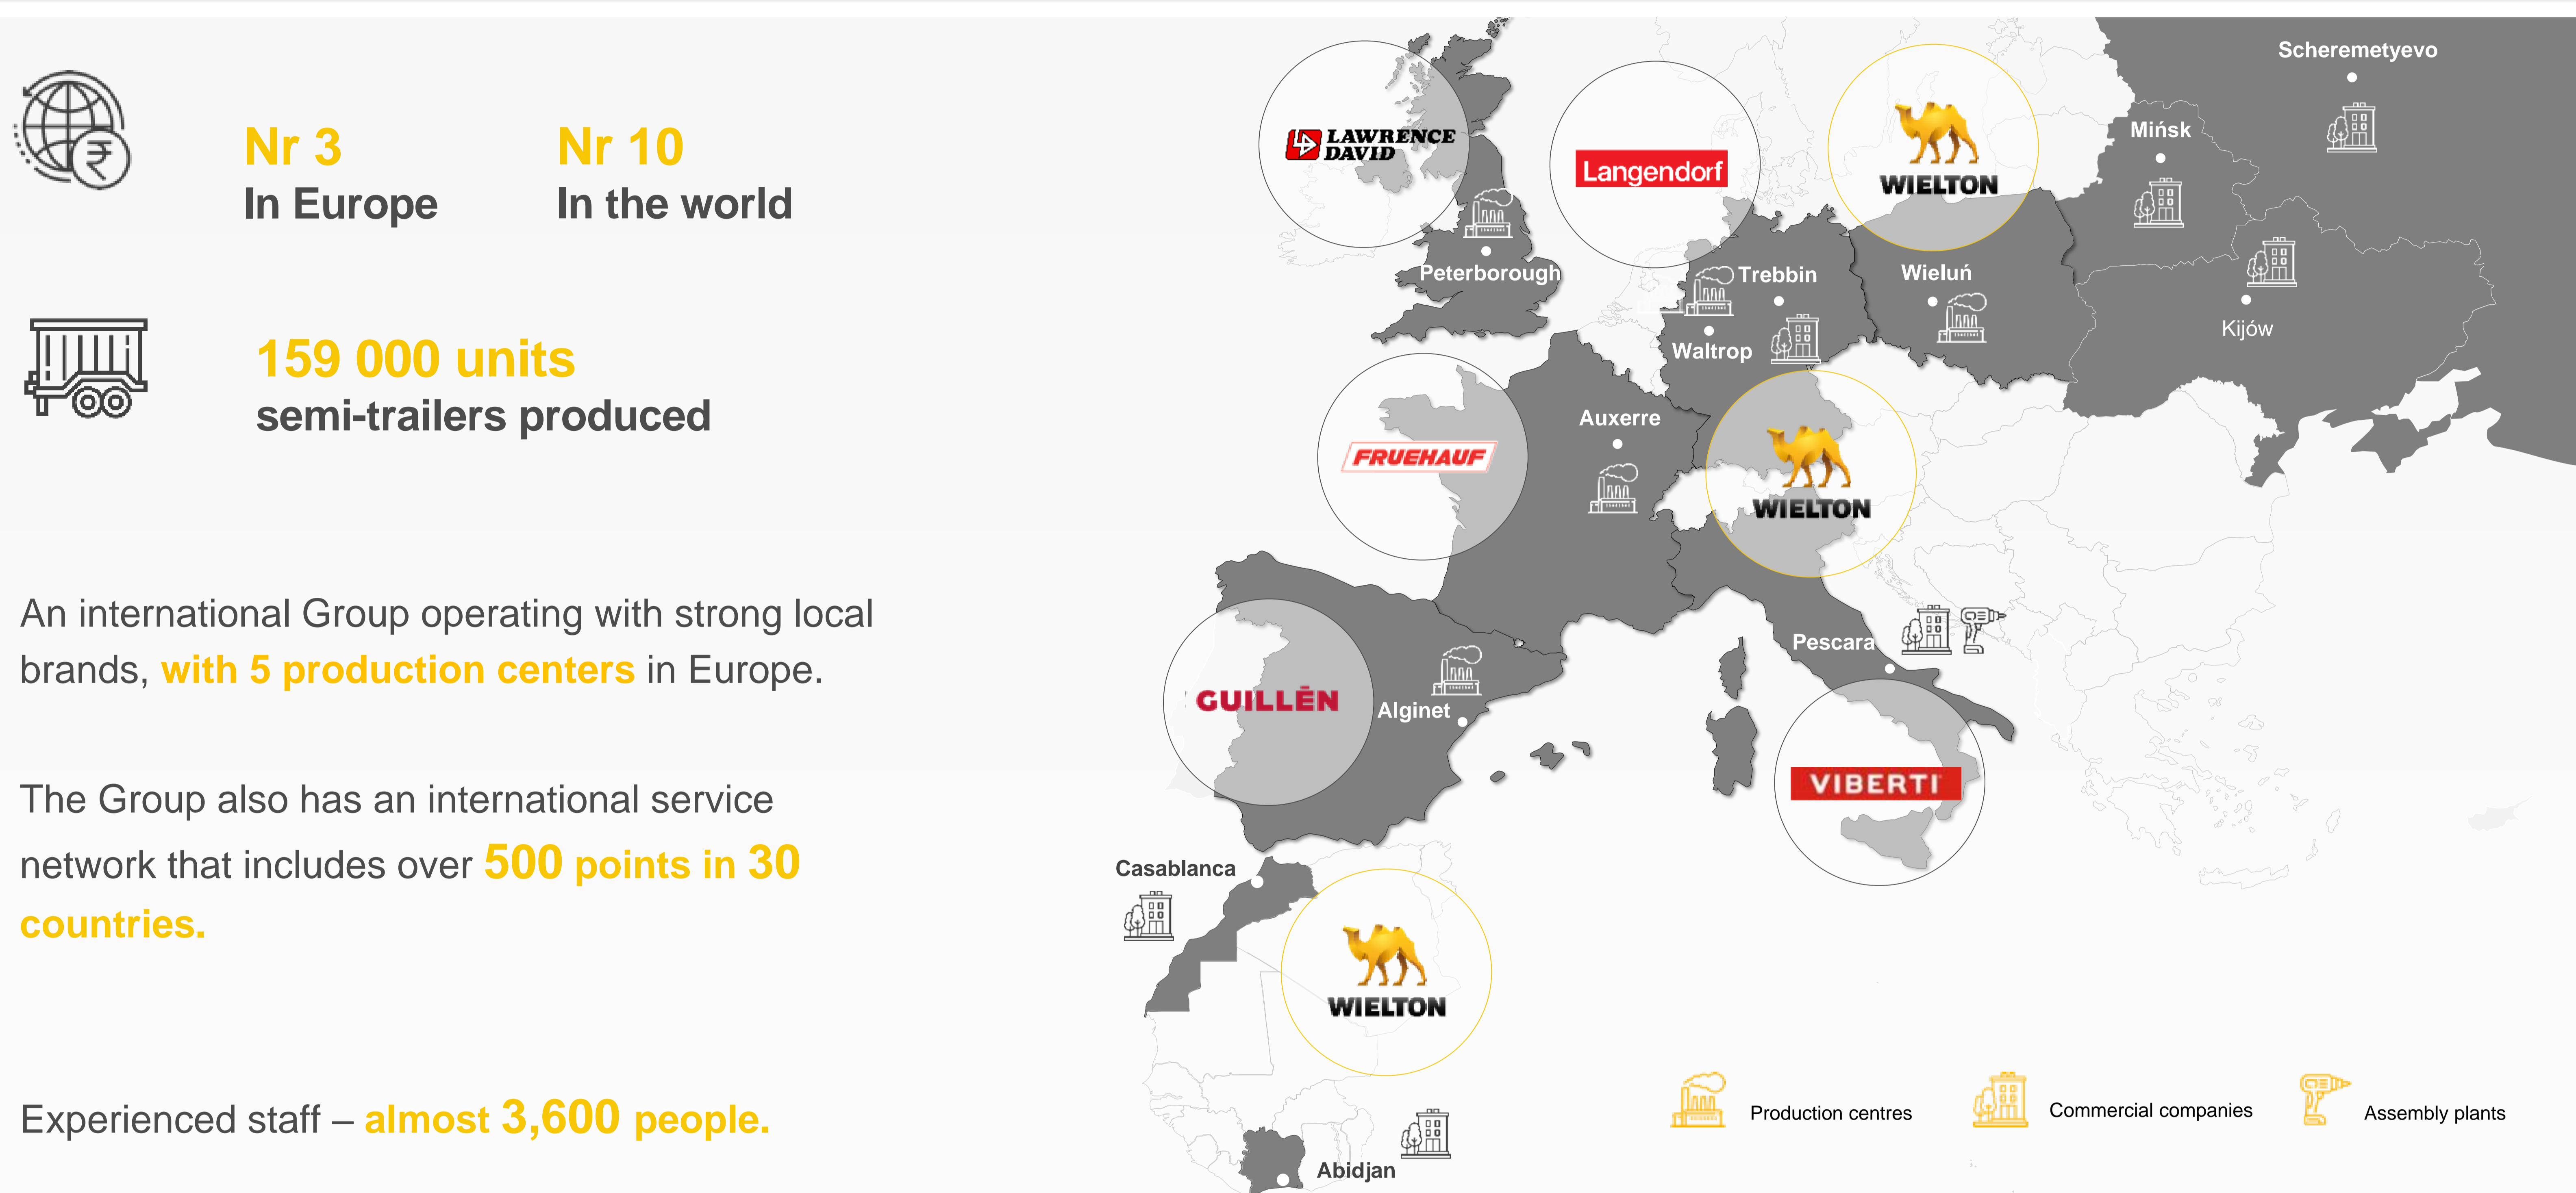 Nr 3
In Europe
Nr 10
In the world
159 000 units
semi-trailers produced
An international Group operating with strong local
brands, with 5 production centers in Europe.
The Group also has an international service
network that includes over 500 points in 30
countries.
Experienced staff – almost 3,600 people.
LAWRENCE
DAVID
Langendorf
WIELTON
Scheremetyevo
Mińsk
Peterborough
Trebbin
Wieluń
Kijów
Waltrop
FRUEHAUF
Auxerre
WIELTON
GUILLÉN
Alginet
Pescara
VIBERTI
Casablanca
WIELTON
Abidjan
Production centres
Commercial companies
Assembly plants